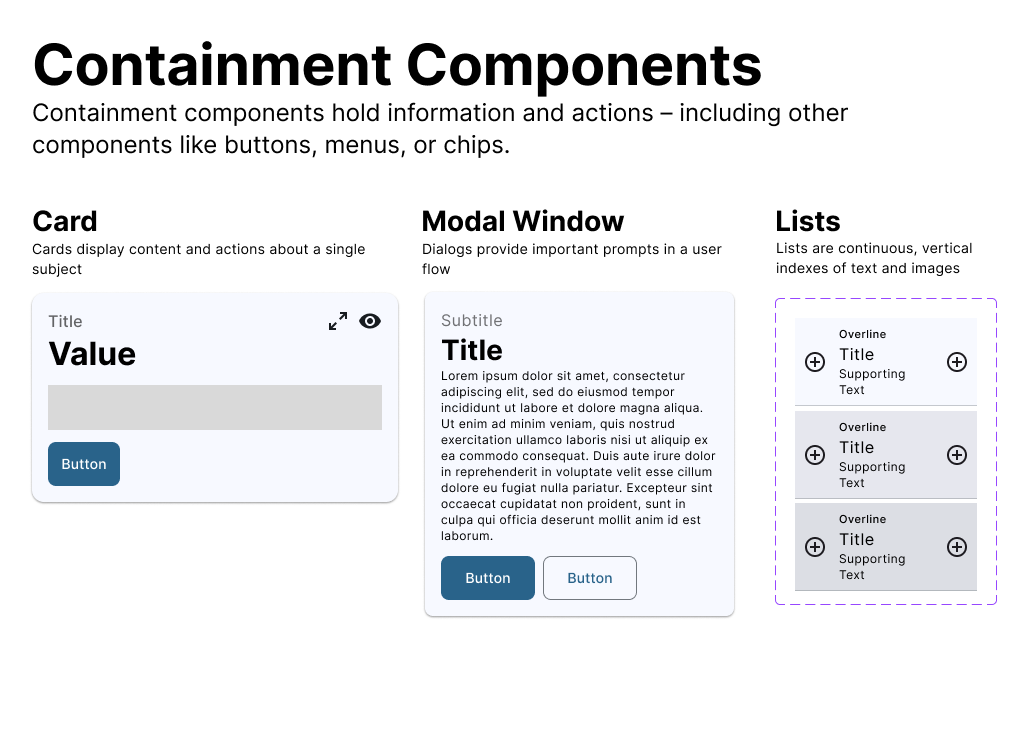 Containment Components
Containment components hold information and actions – including other
components like buttons, menus, or chips.
Card
Cards display content and actions about a single
subject
Title
Value
Button
Modal Window
Dialogs provide important prompts in a user
flow
Subtitle
Title
Lorem ipsum dolor sit amet, consectetur
adipiscing elit, sed do eiusmod tempor
incididunt ut labore et dolore magna aliqua.
Ut enim ad minim veniam, quis nostrud
exercitation ullamco laboris nisi ut aliquip ex
ea commodo consequat. Duis aute irure dolor
in reprehenderit in voluptate velit esse cillum
dolore eu fugiat nulla pariatur. Excepteur sint
occaecat cupidatat non proident, sunt in
culpa qui officia deserunt mollit anim id est
laborum.
Button Button
Lists
Lists are continuous, vertical
indexes of text and images
Overline
Title
Supporting
Text
Overline
Title
Supporting
Text
Overline
Title
Supporting
Text